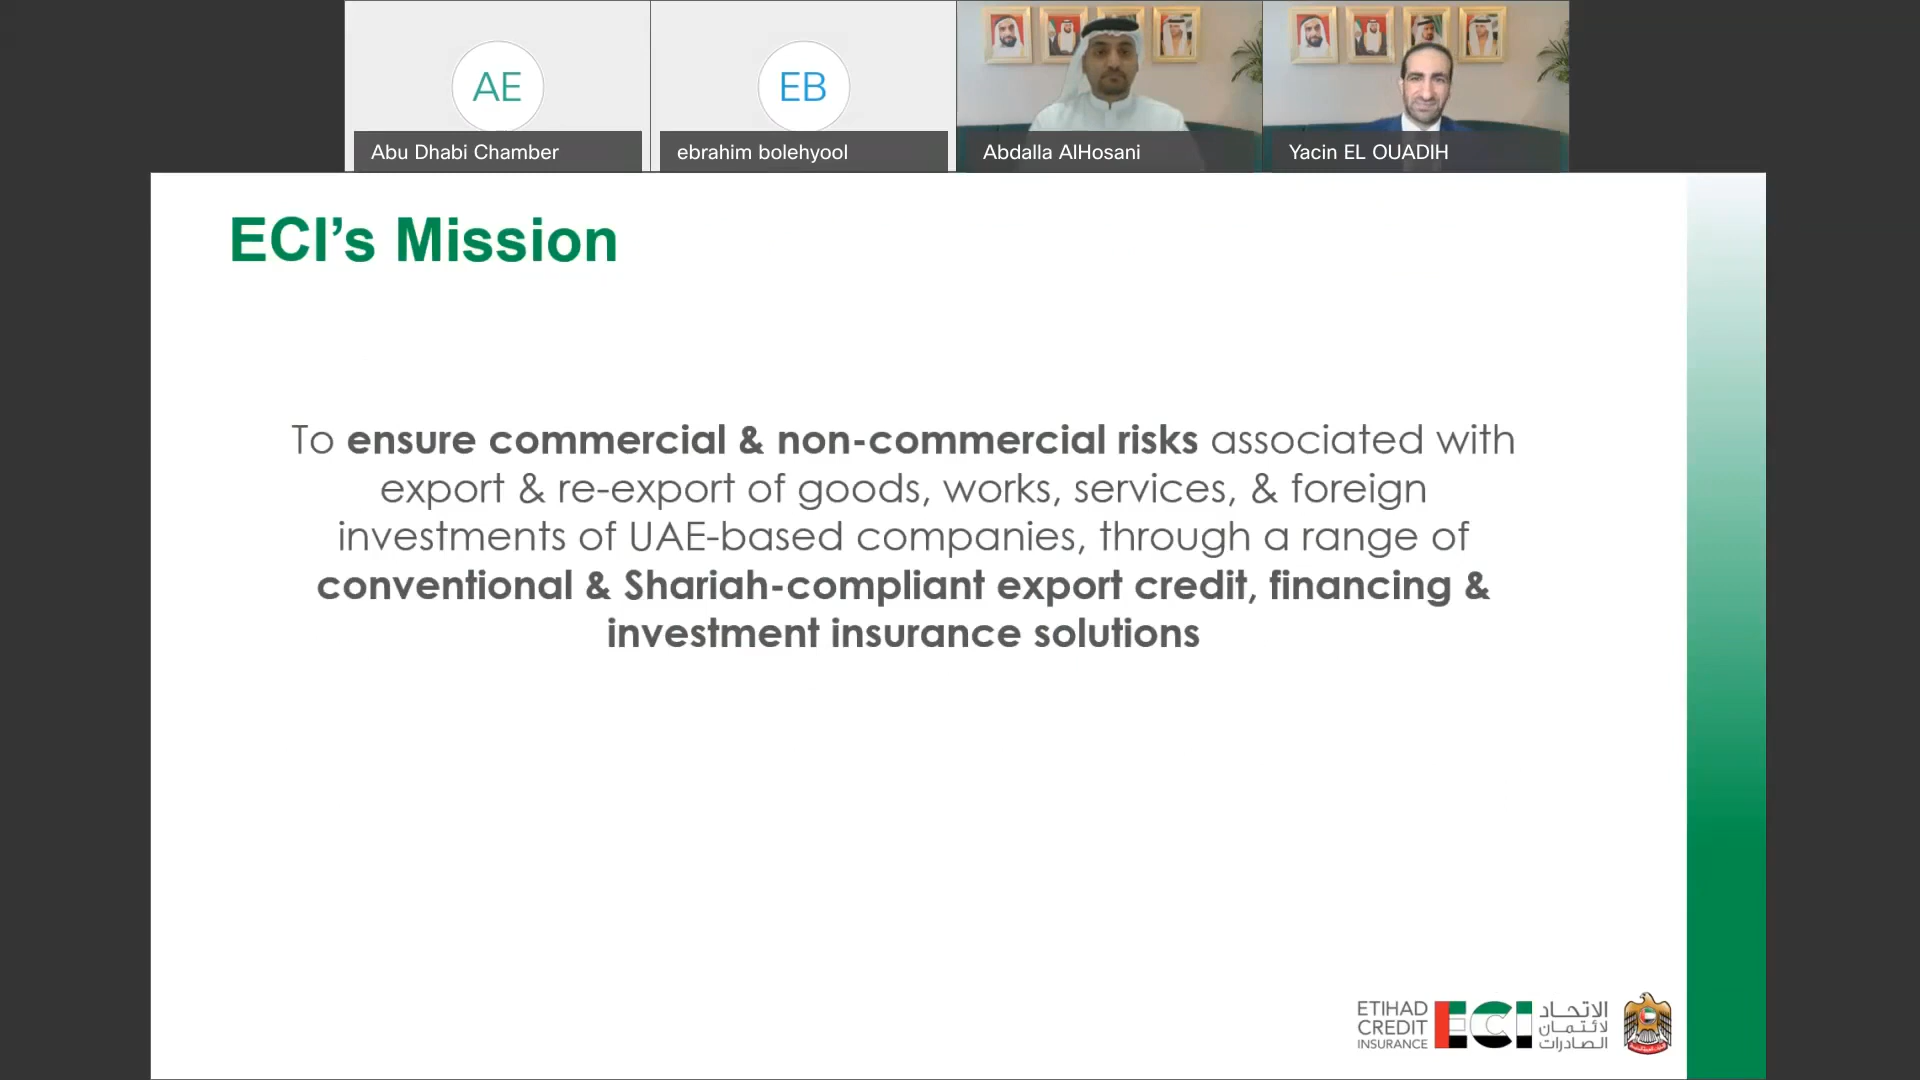 AE
EB
Abu Dhabi Chamber
ebrahim bolehyool
Abdalla AlHosani
Yacin EL OUADIH
ECI’s Mission
To ensure commercial & non-commercial risks associated with
export & re-export of goods, works, services, & foreign
investments of UAE-based companies, through a range of
conventional & Shariah-compliant export credit, financing &
investment insurance solutions
ETIHAD
CREDIT
INSURANCE
ECI
الاتحاد
لائتمان
الصادرات